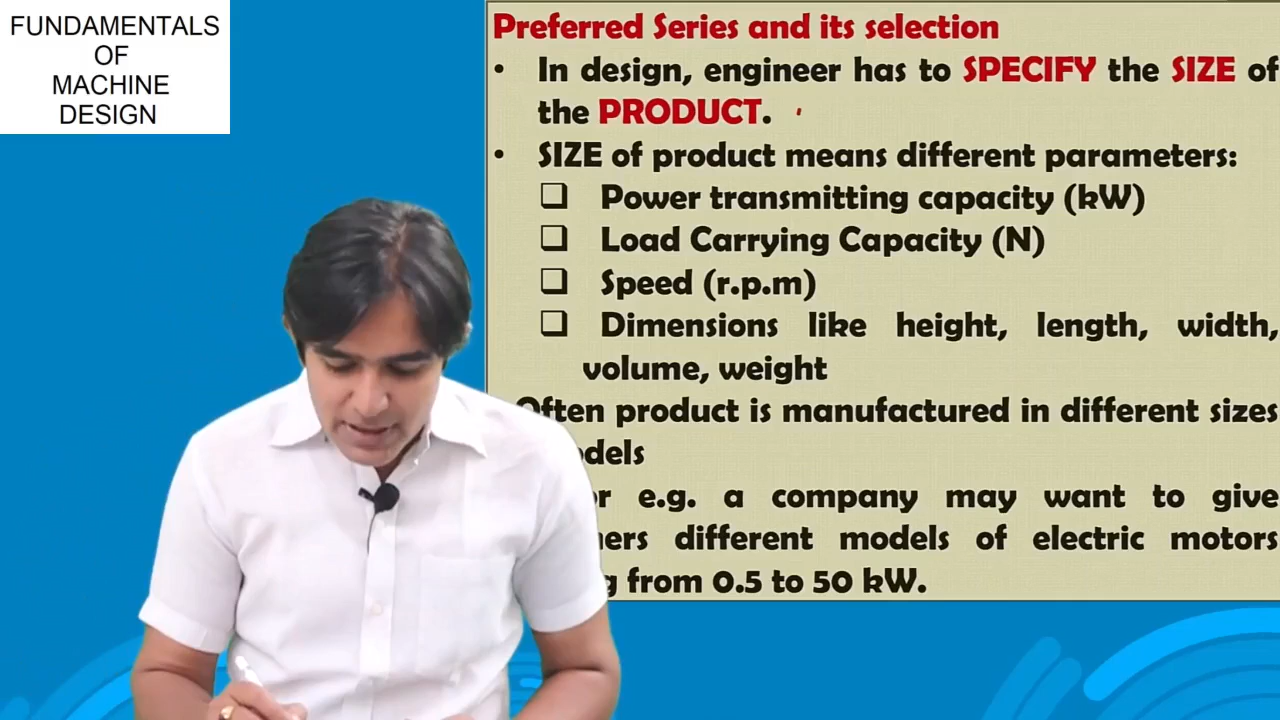 FUNDAMENTALS
OF
MACHINE
DESIGN
Preferred Series and its selection
• In design, engineer has to SPECIFY the SIZE of
the PRODUCT.
• SIZE of product means different parameters:
❑ Power transmitting capacity (kW)
❑ Load Carrying Capacity (N)
❑ Speed (r.p.m)
❑ Dimensions like height, length, width,
volume, weight
Often product is manufactured in different sizes
e.g. a company may want to give
different models of electric motors
from 0.5 to 50 kW.